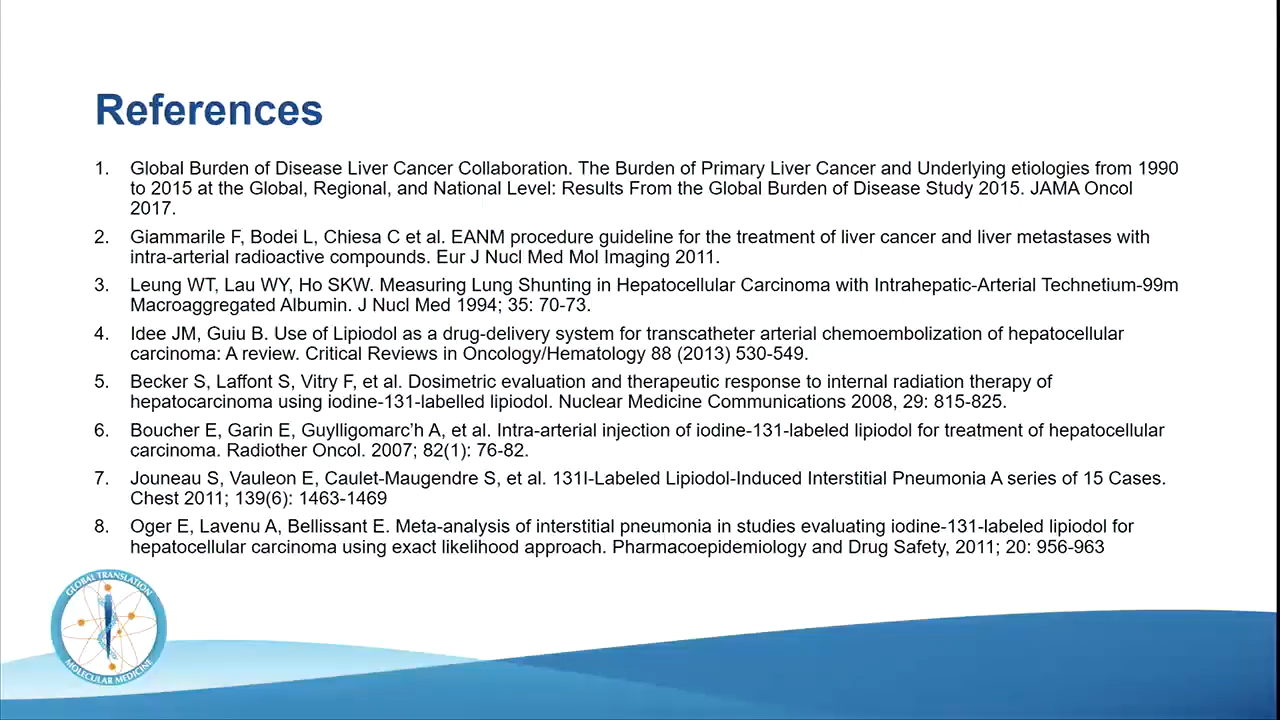 References
1. Global Burden of Disease Liver Cancer Collaboration. The Burden of Primary Liver Cancer and Underlying etiologies from 1990
to 2015 at the Global, Regional, and National Level: Results From the Global Burden of Disease Study 2015. JAMA Oncol
2017.
2. Giammarile F, Bodei L, Chiesa C et al. EANM procedure guideline for the treatment of liver cancer and liver metastases with
intra-arterial radioactive compounds. Eur J Nucl Med Mol Imaging 2011.
3. Leung WT, Lau WY, Ho SKW. Measuring Lung Shunting in Hepatocellular Carcinoma with Intrahepatic-Arterial Technetium-99m
Macroaggregated Albumin. J Nucl Med 1994; 35: 70-73.
4. Idee JM, Guiu B. Use of Lipiodol as a drug-delivery system for transcatheter arterial chemoembolization of hepatocellular
carcinoma: A review. Critical Reviews in Oncology/Hematology 88 (2013) 530-549.
5. Becker S, Laffont S, Vitry F, et al. Dosimetric evaluation and therapeutic response to internal radiation therapy of
hepatocarcinoma using iodine-131-labelled lipiodol. Nuclear Medicine Communications 2008, 29: 815-825.
6. Boucher E, Garin E, Guylligomarc’h A, et al. Intra-arterial injection of iodine-131-labeled lipiodol for treatment of hepatocellular
carcinoma. Radiother Oncol. 2007; 82(1): 76-82.
7. Jouneau S, Vauleon E, Caulet-Maugendre S, et al. 131I-Labeled Lipiodol-Induced Interstitial Pneumonia A series of 15 Cases.
Chest 2011; 139(6): 1463-1469
8. Oger E, Lavenu A, Bellissant E. Meta-analysis of interstitial pneumonia in studies evaluating iodine-131-labeled lipiodol for
hepatocellular carcinoma using exact likelihood approach. Pharmacoepidemiology and Drug Safety, 2011; 20: 956-963
GLOBAL TRANSLATION
MOLECULAR MEDICINE